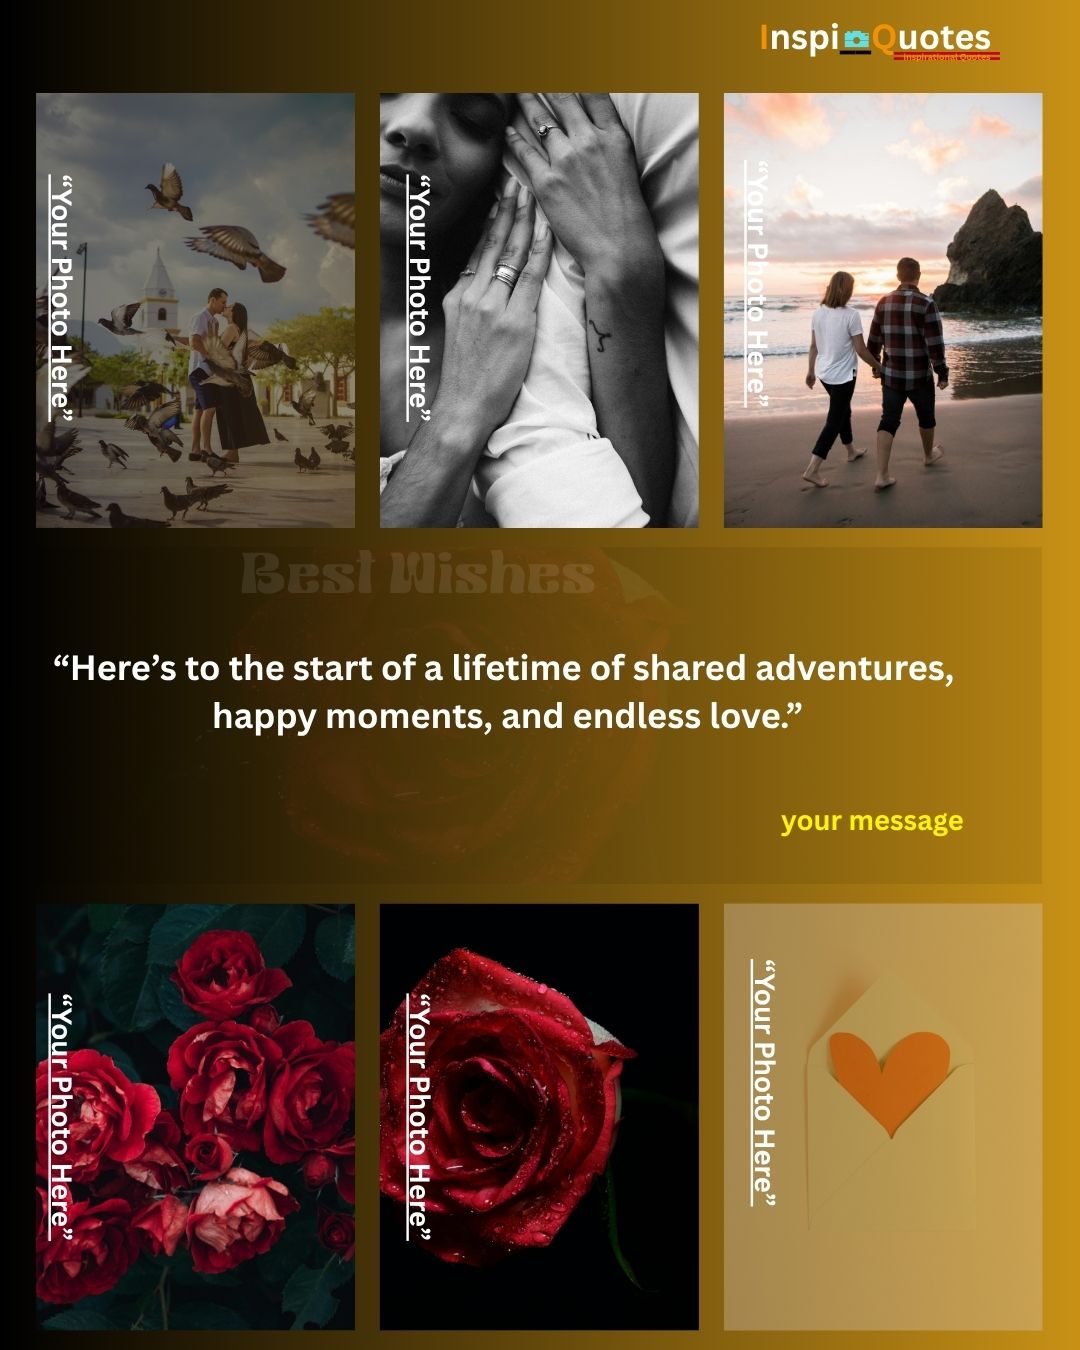 InspiQuotes
Inspirational Quotes
“Your Photo Here”
“Your Photo Here”
“Your Photo Here”
Best Wishes
“Here’s to the start of a lifetime of shared adventures,
happy moments, and endless love.”
your message
“Your Photo Here”
“Your Photo Here”
“Your Photo Here”